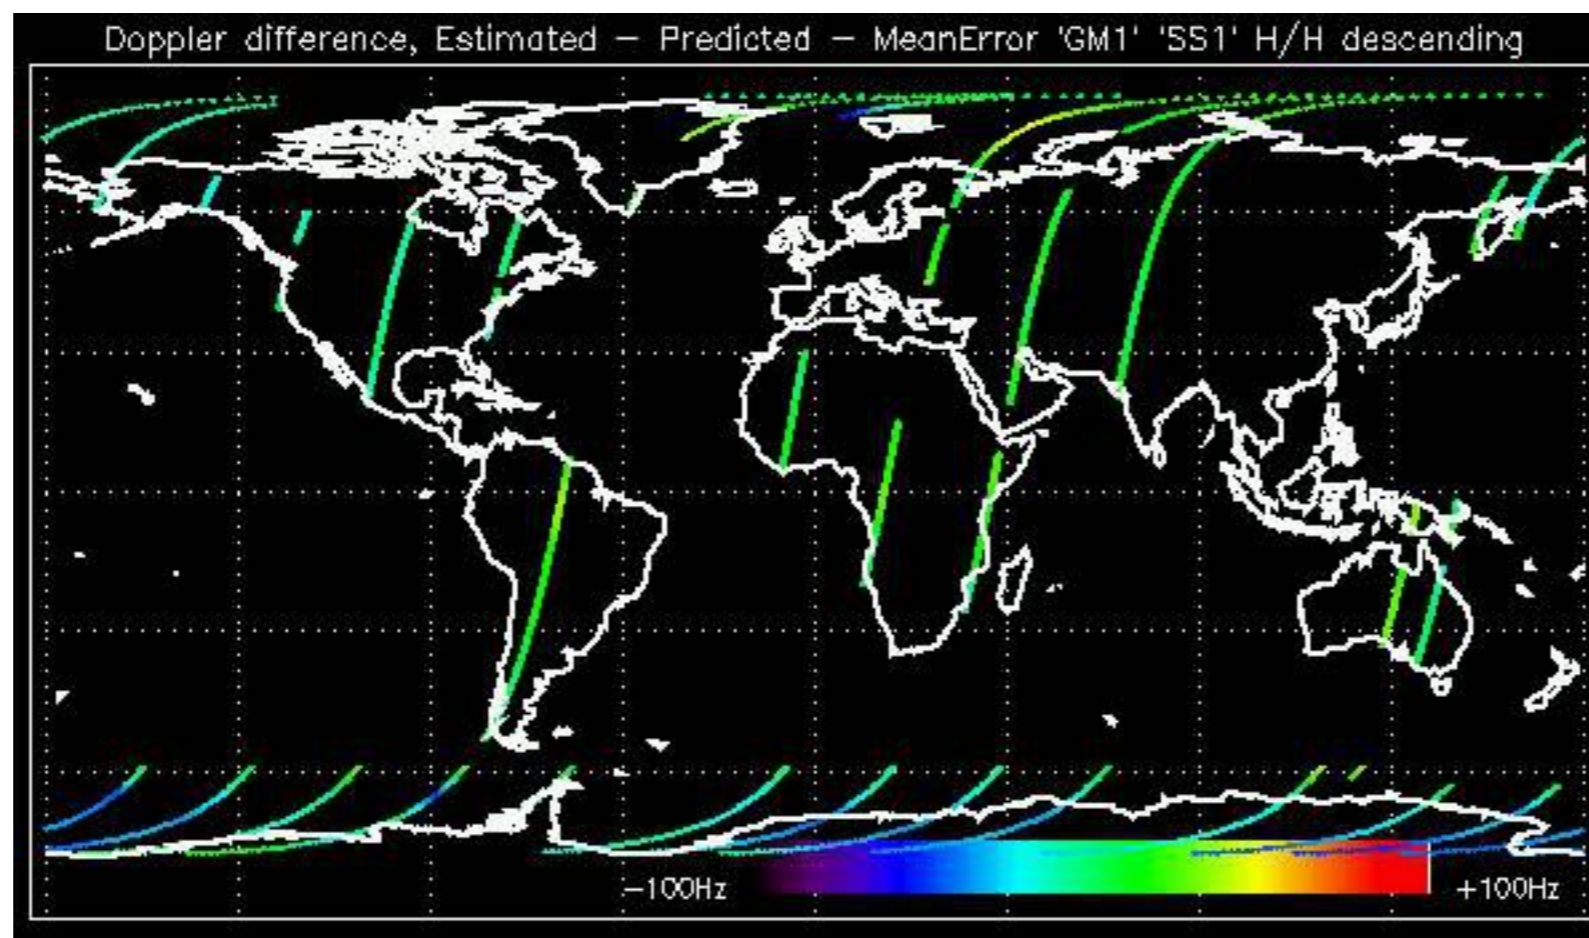 Doppler difference, Estimated – Predicted – MeanError 'GM1' 'SS1' H/H descending
–100Hz +100Hz